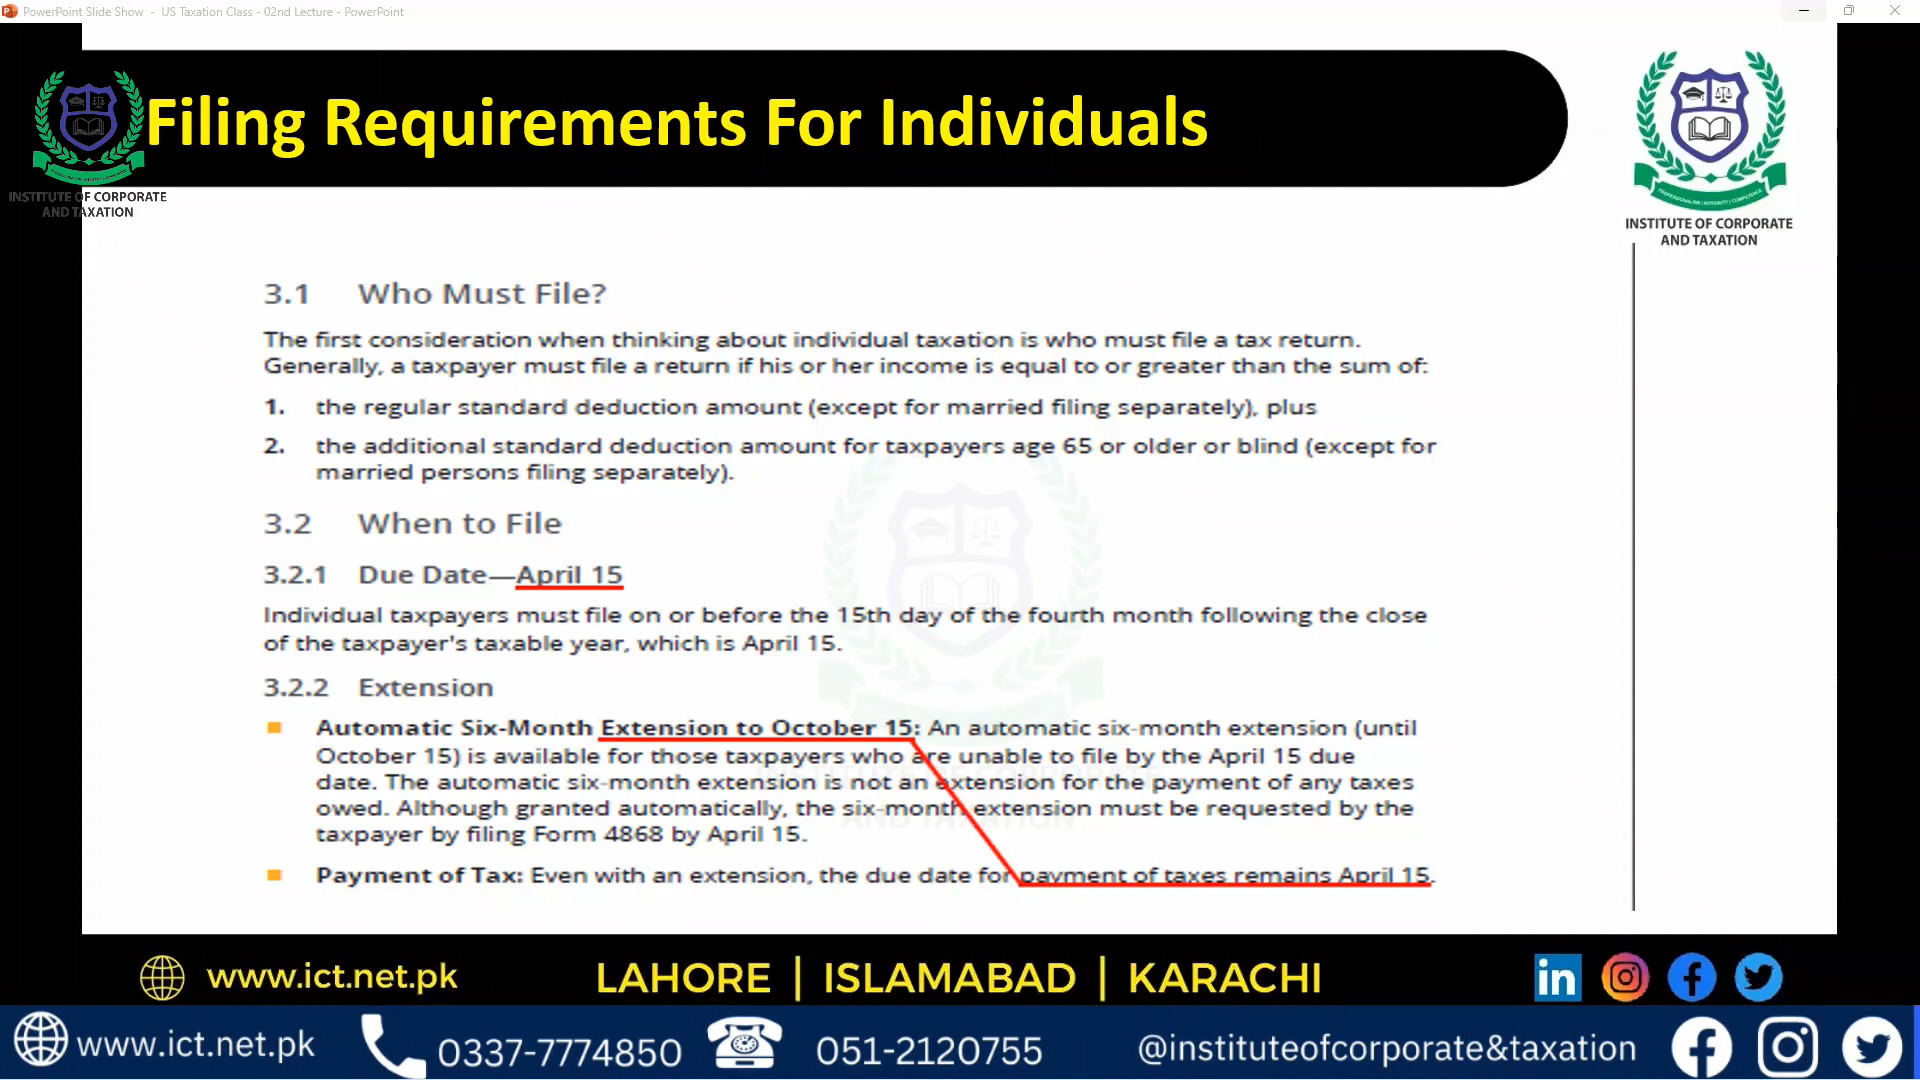 PowerPoint Slide Show - US Taxation Class - 02nd Lecture - PowerPoint
Filing Requirements For Individuals
INSTITUTE OF CORPORATE
AND TAXATION
PROFESSIONALISM | INTEGRITY | COMPETENCE
INSTITUTE OF CORPORATE
AND TAXATION
3.1 Who Must File?
The first consideration when thinking about individual taxation is who must file a tax return.
Generally, a taxpayer must file a return if his or her income is equal to or greater than the sum of:
1. the regular standard deduction amount (except for married filing separately), plus
2. the additional standard deduction amount for taxpayers age 65 or older or blind (except for
married persons filing separately).
3.2 When to File
3.2.1 Due Date—April 15
Individual taxpayers must file on or before the 15th day of the fourth month following the close
of the taxpayer's taxable year, which is April 15.
3.2.2 Extension
Automatic Six-Month Extension to October 15: An automatic six-month extension (until
October 15) is available for those taxpayers who are unable to file by the April 15 due
date. The automatic six-month extension is not an extension for the payment of any taxes
owed. Although granted automatically, the six-month extension must be requested by the
taxpayer by filing Form 4868 by April 15.
Payment of Tax: Even with an extension, the due date for payment of taxes remains April 15.
www.ict.net.pk LAHORE | ISLAMABAD | KARACHI
www.ict.net.pk 0337-7774850 051-2120755 @instituteofcorporate&taxation